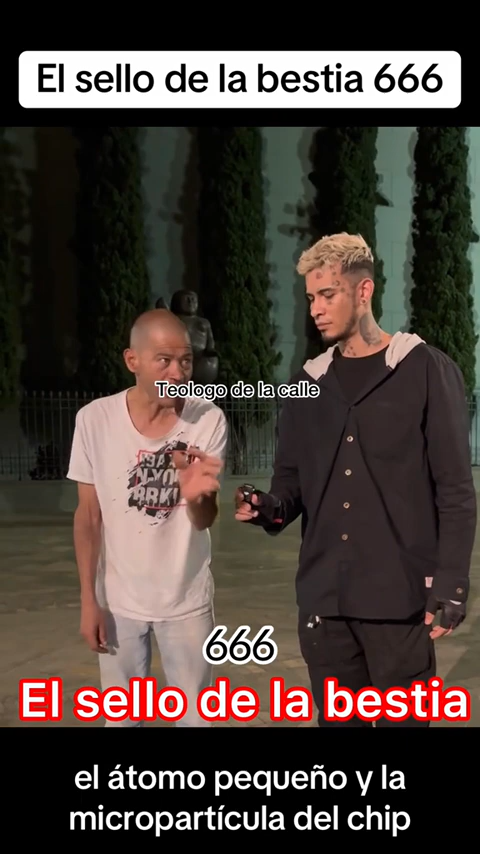 El sello de la bestia 666
Teologo de la calle
666
El sello de la bestia
el átomo pequeño y la
micropartícula del chip